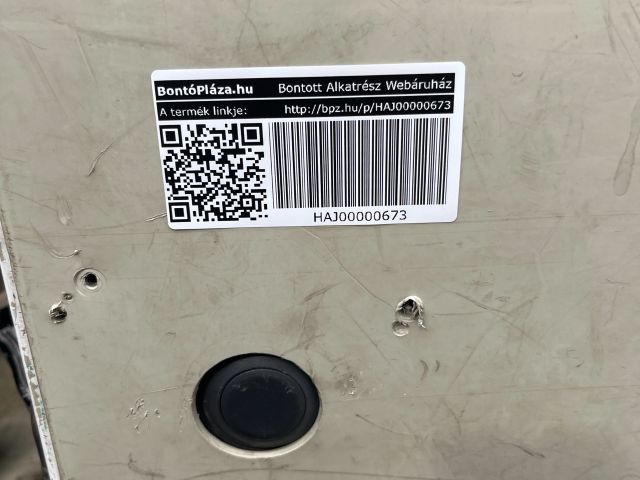 BontóPláza.hu Bontott Alkatrész Webáruház
A termék linkje: http://bpz.hu/p/HAJ00000673
HAJ00000673